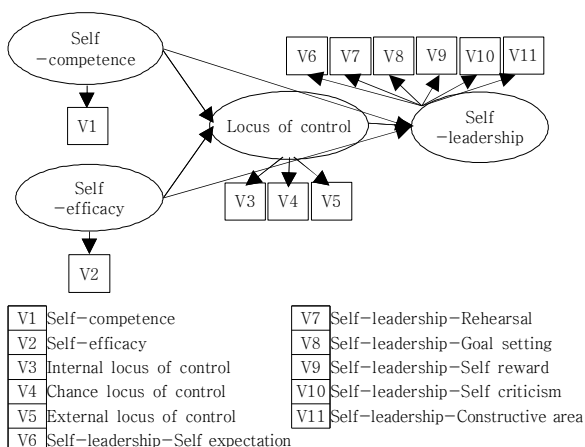 Self
-competence
V6 V7 V8 V9 V10 V11
V1
Locus of control
Self
-leadership
Self
-efficacy
V3 V4 V5
V2
V1 Self-competence
V2 Self-efficacy
V3 Internal locus of control
V4 Chance locus of control
V5 External locus of control
V6 Self-leadership-Self expectation
V7 Self-leadership-Rehearsal
V8 Self-leadership-Goal setting
V9 Self-leadership-Self reward
V10 Self-leadership-Self criticism
V11 Self-leadership-Constructive area